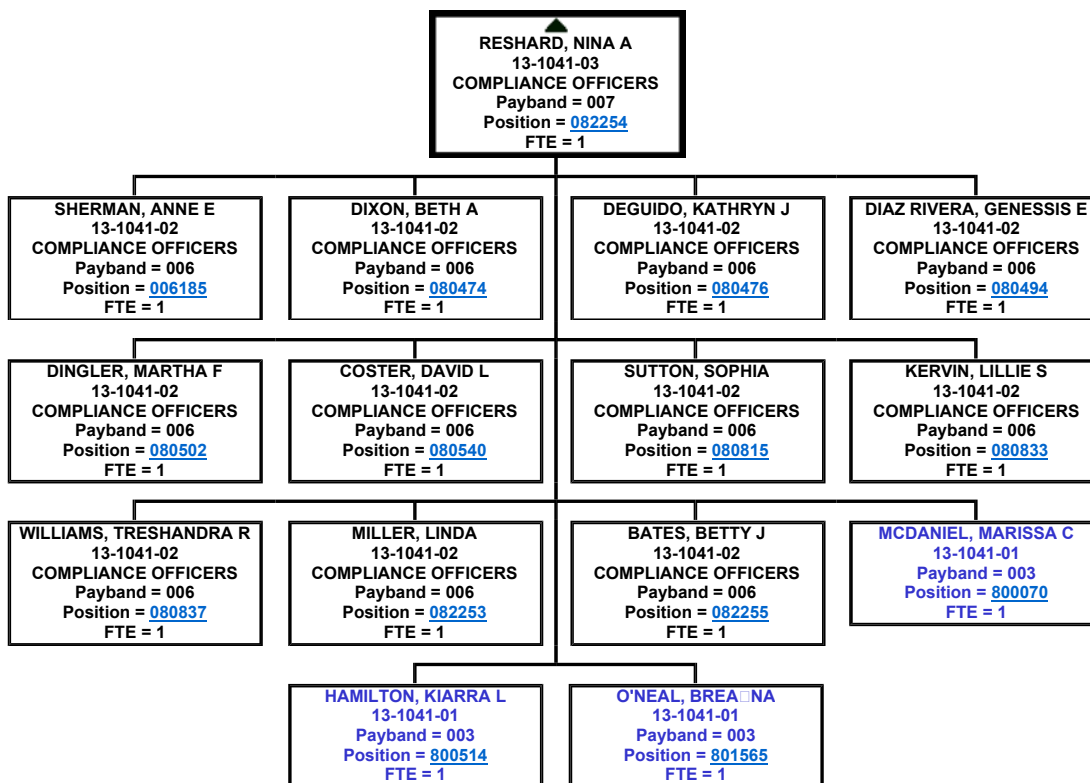 RESHARD, NINA A
13-1041-03
COMPLIANCE OFFICERS
Payband = 007
Position = 082254
FTE = 1
SHERMAN, ANNE E
13-1041-02
COMPLIANCE OFFICERS
Payband = 006
Position = 006185
FTE = 1
DIXON, BETH A
13-1041-02
COMPLIANCE OFFICERS
Payband = 006
Position = 080474
FTE = 1
DEGUIDO, KATHRYN J
13-1041-02
COMPLIANCE OFFICERS
Payband = 006
Position = 080476
FTE = 1
DIAZ RIVERA, GENESSIS E
13-1041-02
COMPLIANCE OFFICERS
Payband = 006
Position = 080494
FTE = 1
DINGLER, MARTHA F
13-1041-02
COMPLIANCE OFFICERS
Payband = 006
Position = 080502
FTE = 1
COSTER, DAVID L
13-1041-02
COMPLIANCE OFFICERS
Payband = 006
Position = 080540
FTE = 1
SUTTON, SOPHIA
13-1041-02
COMPLIANCE OFFICERS
Payband = 006
Position = 080815
FTE = 1
KERVIN, LILLIE S
13-1041-02
COMPLIANCE OFFICERS
Payband = 006
Position = 080833
FTE = 1
WILLIAMS, TRESHANDRA R
13-1041-02
COMPLIANCE OFFICERS
Payband = 006
Position = 080837
FTE = 1
MILLER, LINDA
13-1041-02
COMPLIANCE OFFICERS
Payband = 006
Position = 082253
FTE = 1
BATES, BETTY J
13-1041-02
COMPLIANCE OFFICERS
Payband = 006
Position = 082255
FTE = 1
MCDANIEL, MARISSA C
13-1041-01
Payband = 003
Position = 800070
FTE = 1
HAMILTON, KIARRA L
13-1041-01
Payband = 003
Position = 800514
FTE = 1
O'NEAL, BREA□NA
13-1041-01
Payband = 003
Position = 801565
FTE = 1